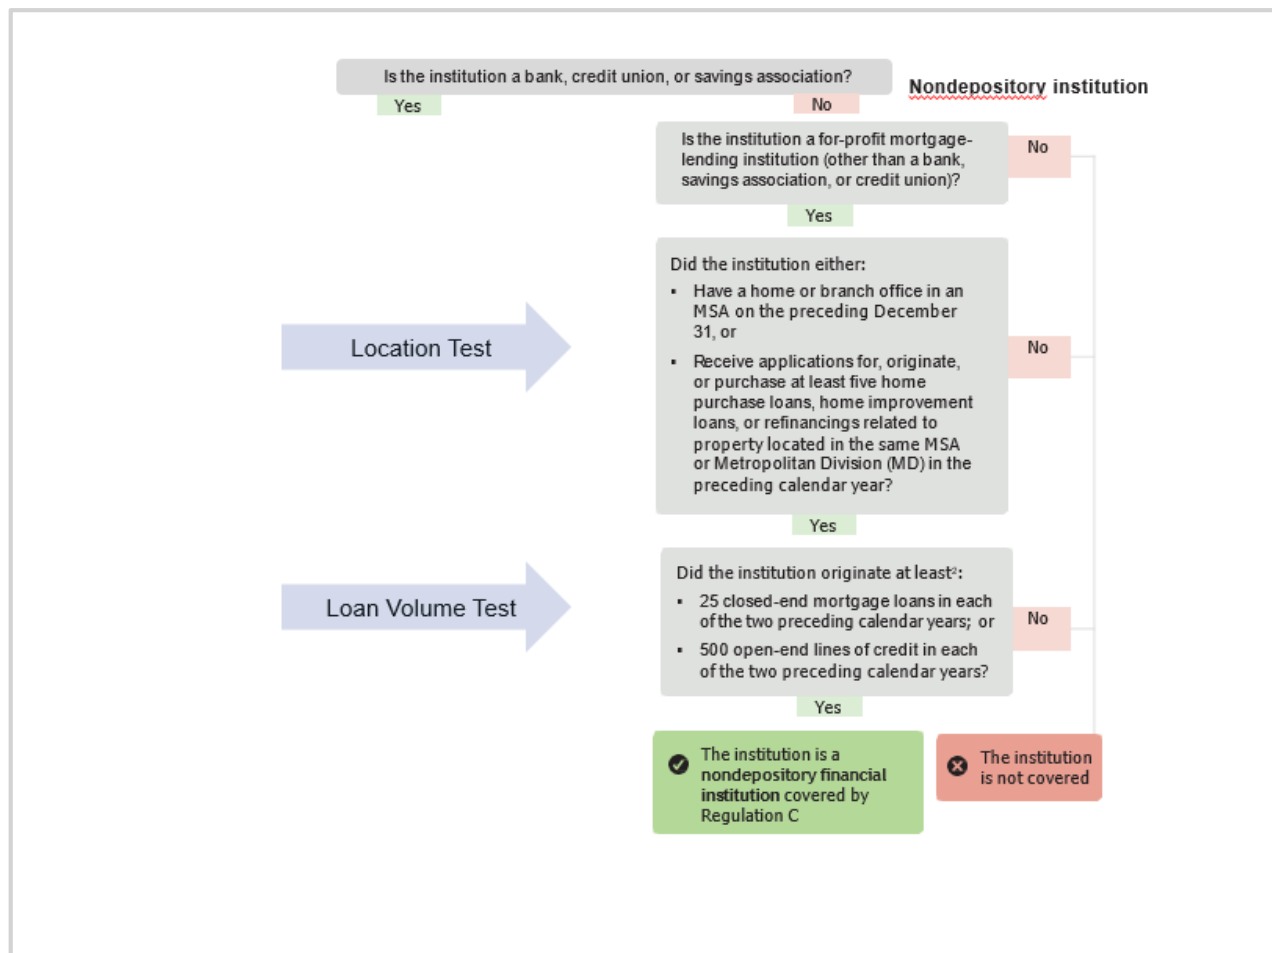 Is the institution a bank, credit union, or savings association?
Nondepository institution
Yes
No
Is the institution a for-profit mortgage-
lending institution (other than a bank,
savings association, or credit union)?
No
Yes
Location Test
Did the institution either:
▪ Have a home or branch office in an
MSA on the preceding December
31, or
▪ Receive applications for, originate,
or purchase at least five home
purchase loans, home improvement
loans, or refinancings related to
property located in the same MSA
or Metropolitan Division (MD) in the
preceding calendar year?
No
Yes
Loan Volume Test
Did the institution originate at least²:
▪ 25 closed-end mortgage loans in each
of the two preceding calendar years; or
▪ 500 open-end lines of credit in each
of the two preceding calendar years?
No
Yes
The institution is a
nondepository financial
institution covered by
Regulation C
The institution
is not covered